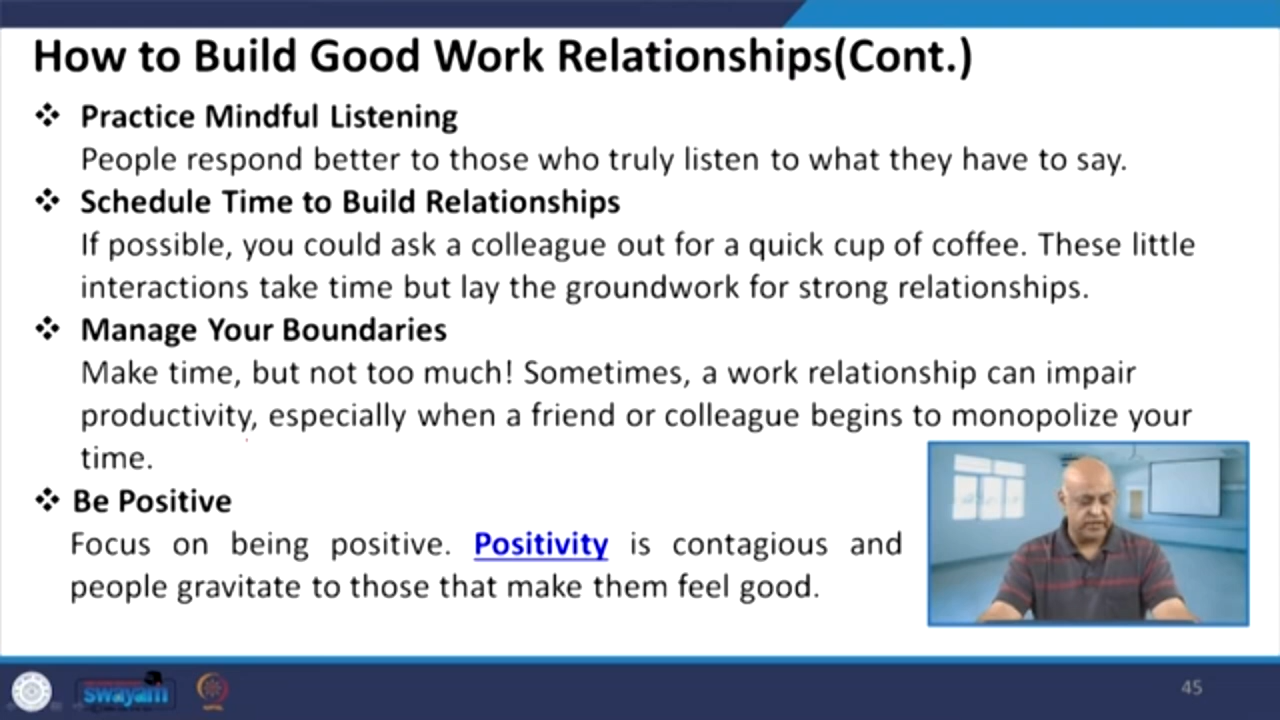 How to Build Good Work Relationships(Cont.)
❖ Practice Mindful Listening
People respond better to those who truly listen to what they have to say.
❖ Schedule Time to Build Relationships
If possible, you could ask a colleague out for a quick cup of coffee. These little
interactions take time but lay the groundwork for strong relationships.
❖ Manage Your Boundaries
Make time, but not too much! Sometimes, a work relationship can impair
productivity, especially when a friend or colleague begins to monopolize your
time.
❖ Be Positive
Focus on being positive. Positivity is contagious and
people gravitate to those that make them feel good.
swayam
45